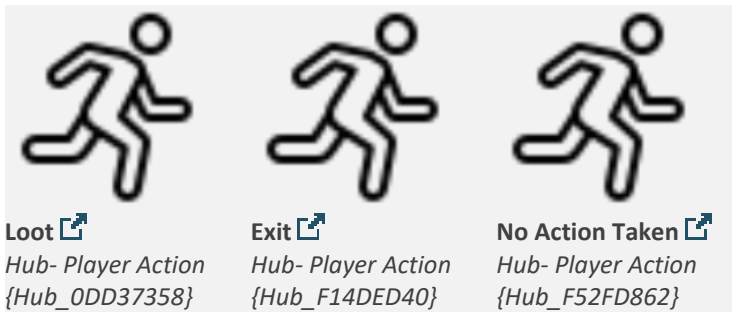 Loot
Hub- Player Action
{Hub_0DD37358}
Exit
Hub- Player Action
{Hub_F14DED40}
No Action Taken
Hub- Player Action
{Hub_F52FD862}